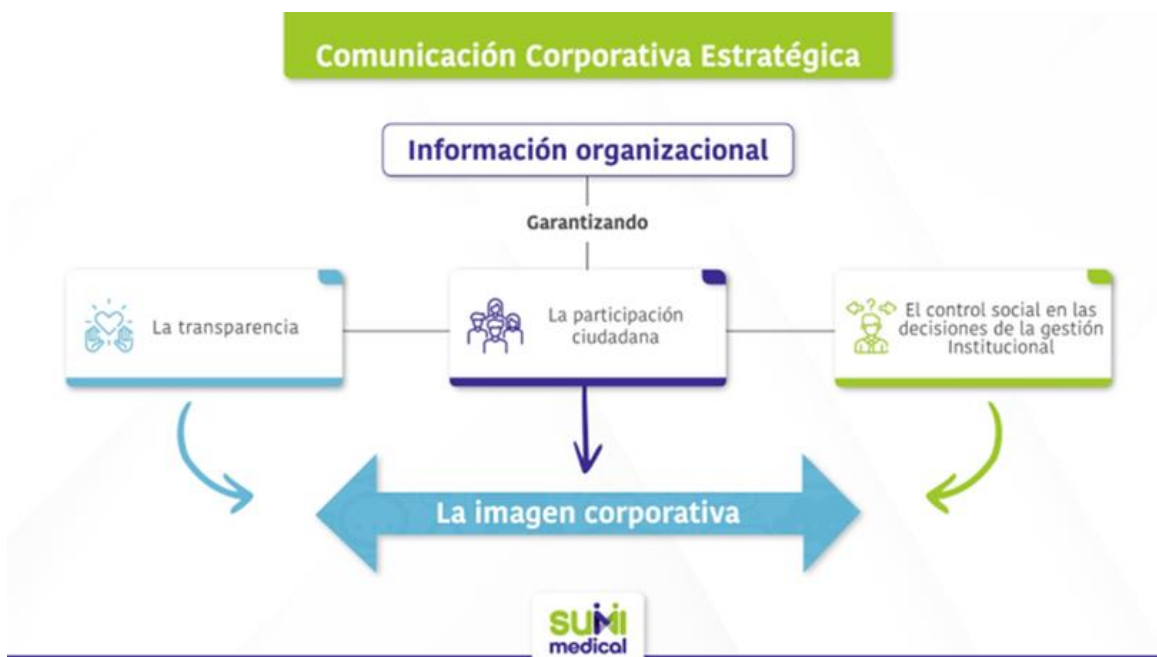 Comunicación Corporativa Estratégica
Información organizacional
Garantizando
La transparencia
La participación
ciudadana
?
El control social en las
decisiones de la gestión
Institucional
La imagen corporativa
SUMI
medical